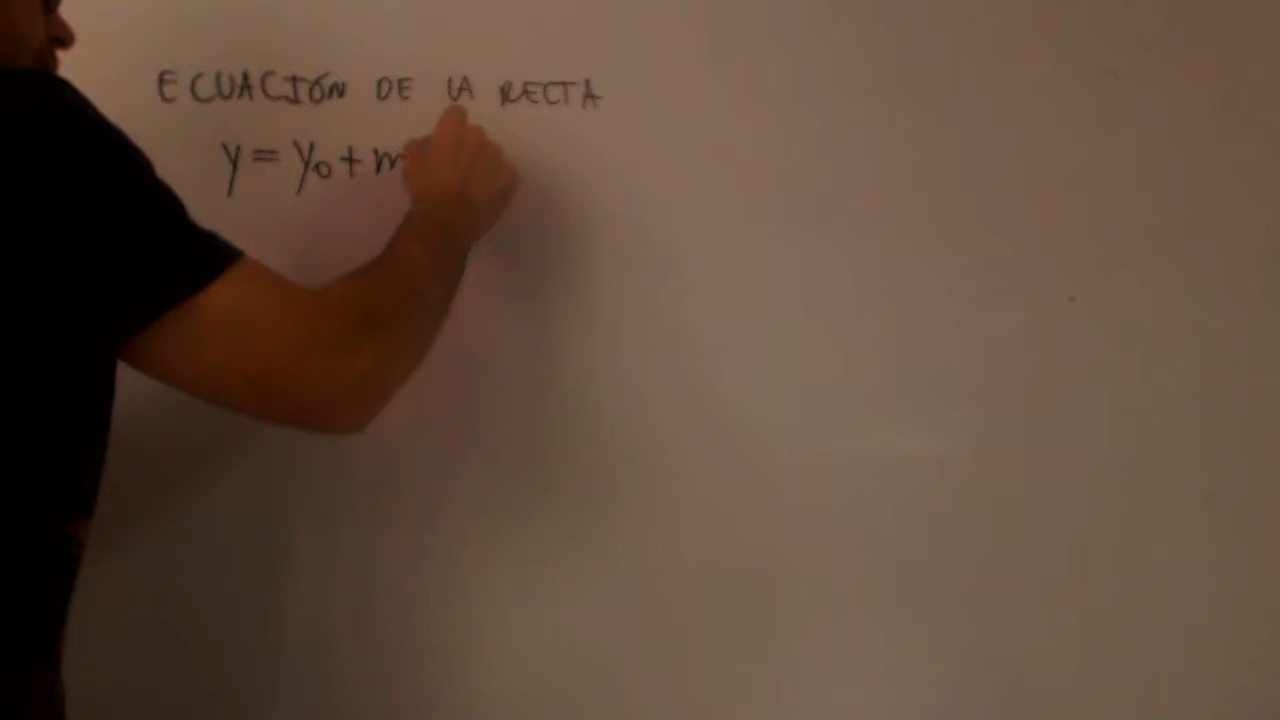 ECUACIÓN DE LA RECTA
y = y₀ + m